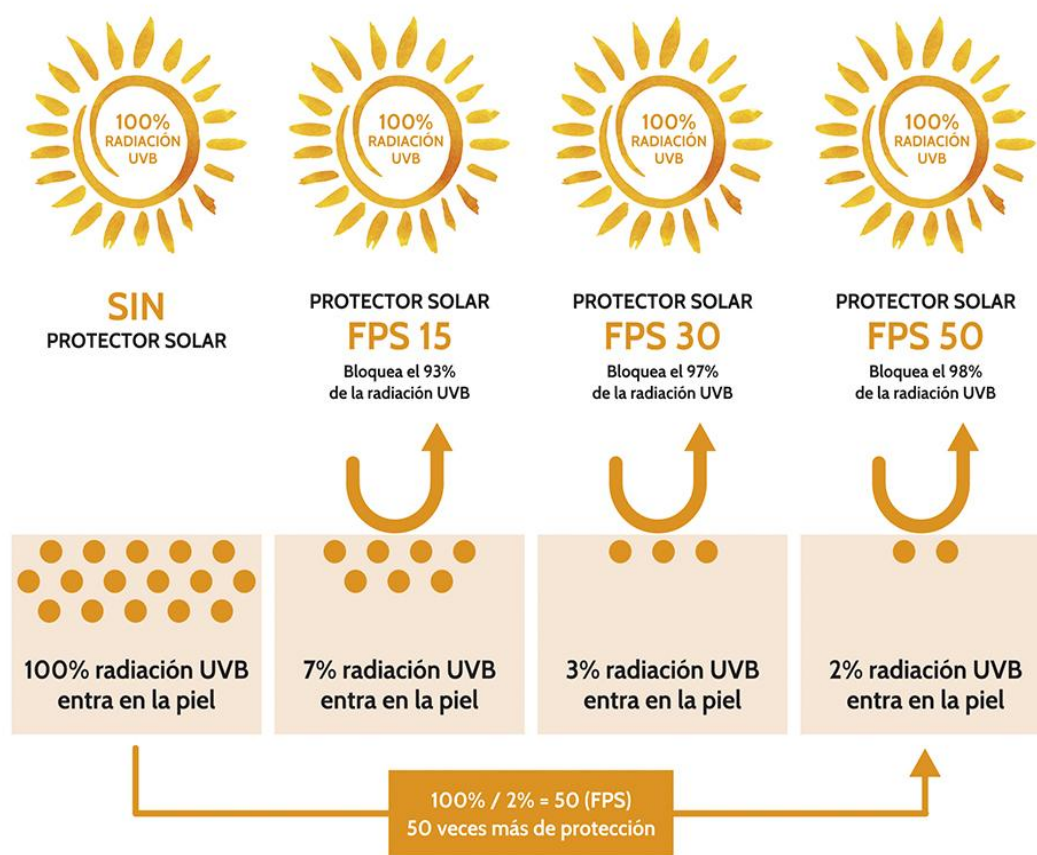 100%
RADIACIÓN
UVB
100%
RADIACIÓN
UVB
100%
RADIACIÓN
UVB
100%
RADIACIÓN
UVB
SIN
PROTECTOR SOLAR
PROTECTOR SOLAR
FPS 15
Bloquea el 93%
de la radiación UVB
PROTECTOR SOLAR
FPS 30
Bloquea el 97%
de la radiación UVB
PROTECTOR SOLAR
FPS 50
Bloquea el 98%
de la radiación UVB
100% radiación UVB
entra en la piel
7% radiación UVB
entra en la piel
3% radiación UVB
entra en la piel
2% radiación UVB
entra en la piel
100% / 2% = 50 (FPS)
50 veces más de protección